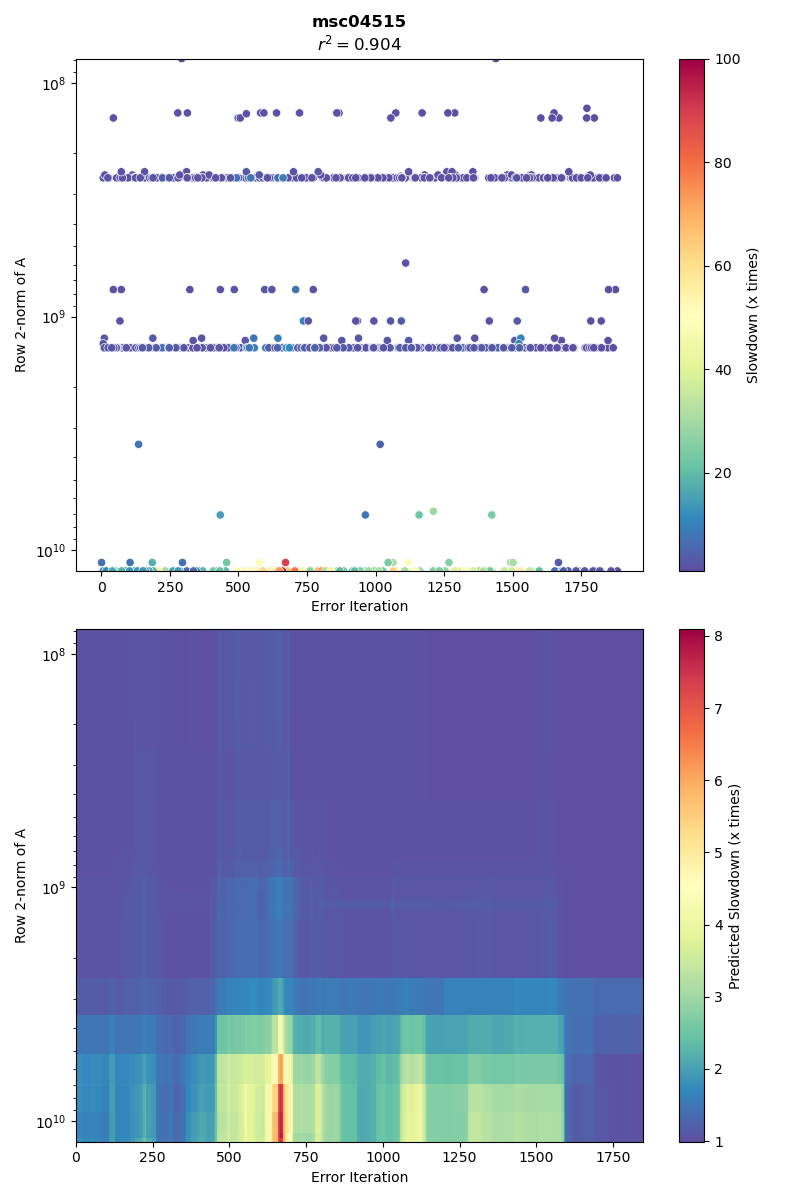 msc04515
r² = 0.904
10⁸
10⁹
10¹⁰
Row 2-norm of A
0 250 500 750 1000 1250 1500 1750
Error Iteration
100
80
60
40
20
Slowdown (x times)
10⁸
10⁹
10¹⁰
Row 2-norm of A
0 250 500 750 1000 1250 1500 1750
Error Iteration
8
7
6
5
4
3
2
1
Predicted Slowdown (x times)